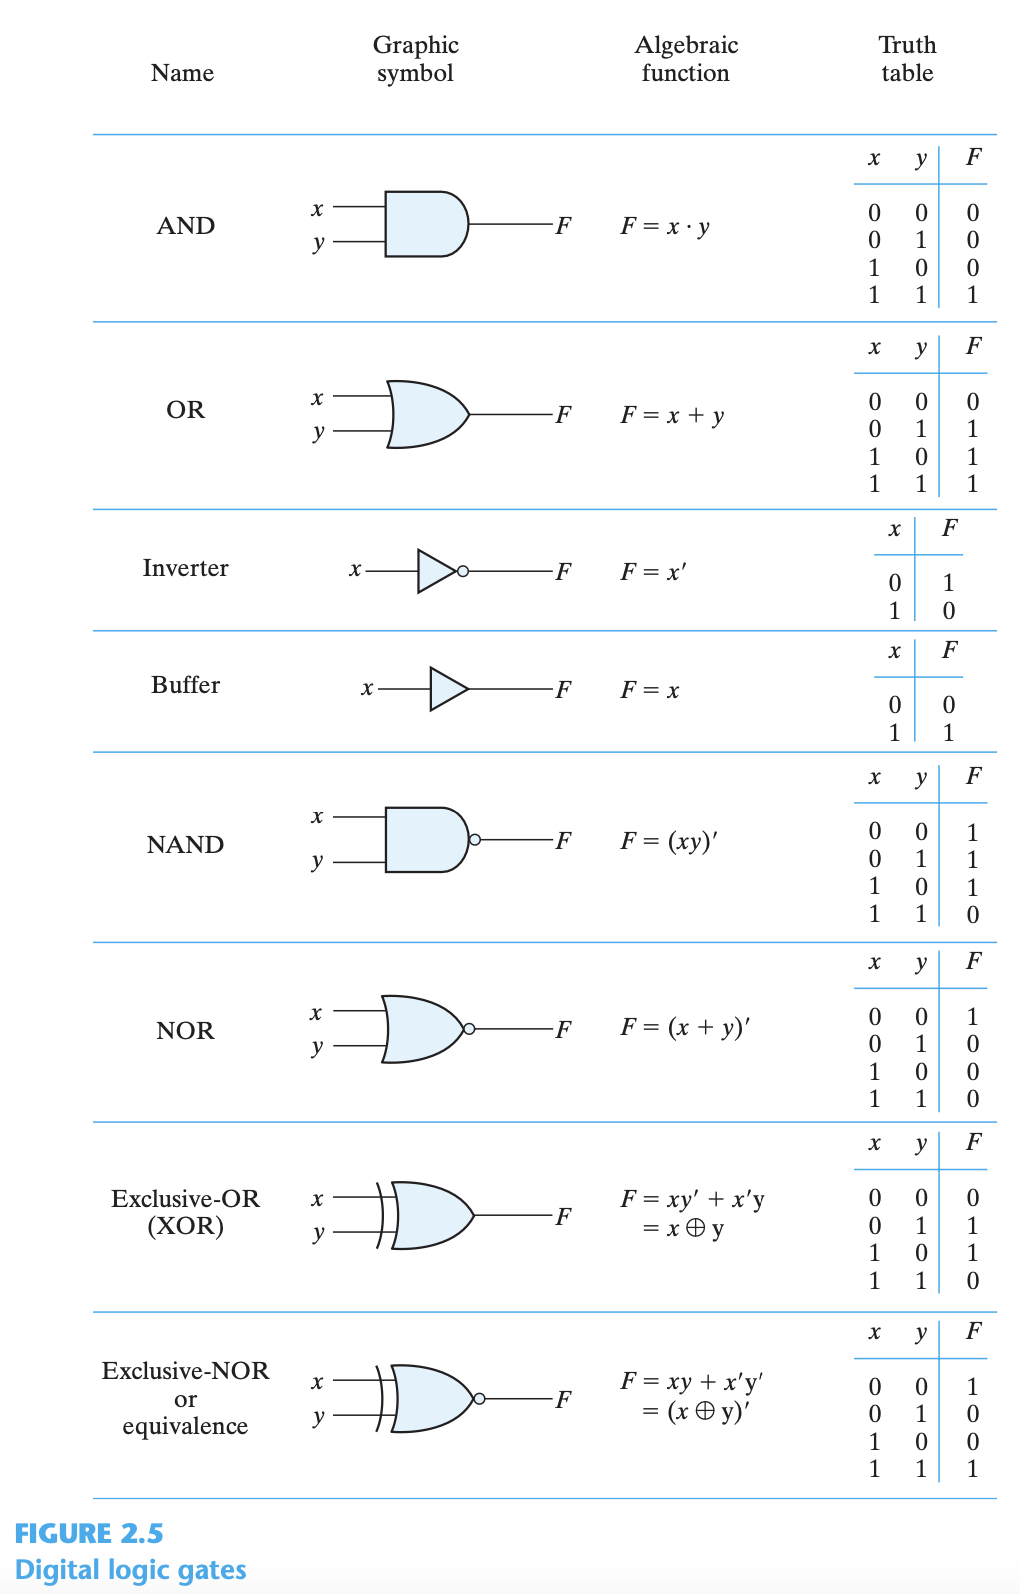 Name Graphic symbol Algebraic function Truth table
x y F
AND x y F F = x · y
0 0 0
0 1 0
1 0 0
1 1 1
x y F
OR x y F F = x + y
0 0 0
0 1 1
1 0 1
1 1 1
x F
Inverter x F F = x′
0 1
1 0
x F
Buffer x F F = x
0 0
1 1
x y F
NAND x y F F = (xy)′
0 0 1
0 1 1
1 0 1
1 1 0
x y F
NOR x y F F = (x + y)′
0 0 1
0 1 0
1 0 0
1 1 0
x y F
Exclusive-OR (XOR) x y F F = xy′ + x′y
= x ⊕ y
0 0 0
0 1 1
1 0 1
1 1 0
x y F
Exclusive-NOR or equivalence x y F F = xy + x′y′
= (x ⊕ y)′
0 0 1
0 1 0
1 0 0
1 1 1
FIGURE 2.5
Digital logic gates